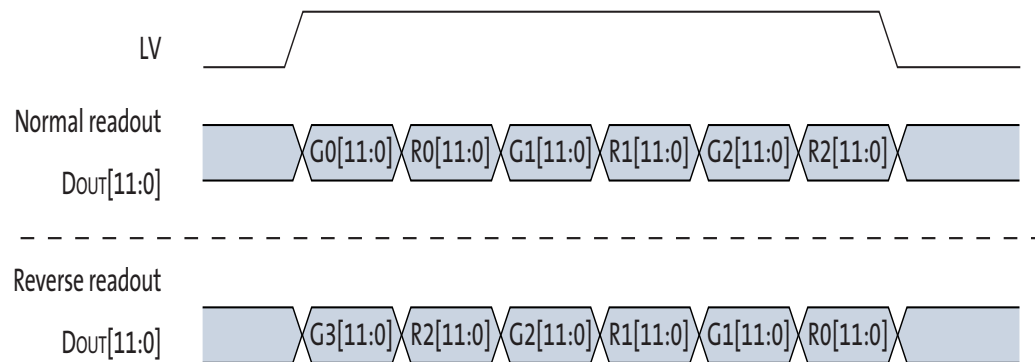 LV
Normal readout
G0[11:0] R0[11:0] G1[11:0] R1[11:0] G2[11:0] R2[11:0]
DOUT[11:0]
Reverse readout
G3[11:0] R2[11:0] G2[11:0] R1[11:0] G1[11:0] R0[11:0]
DOUT[11:0]